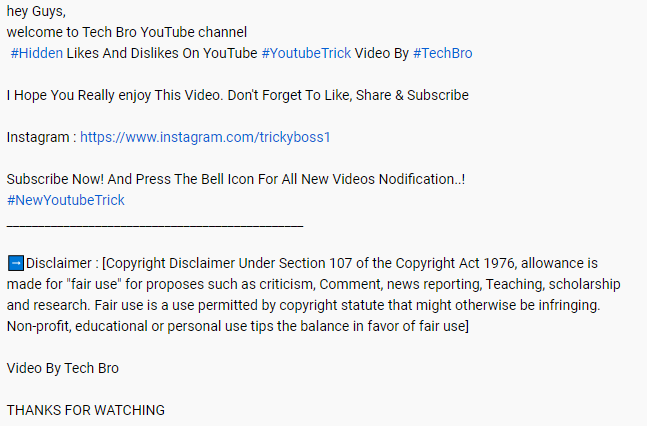 hey Guys,
welcome to Tech Bro YouTube channel
#Hidden Likes And Dislikes On YouTube #YoutubeTrick Video By #TechBro
I Hope You Really enjoy This Video. Don't Forget To Like, Share & Subscribe
Instagram : https://www.instagram.com/trickyboss1
Subscribe Now! And Press The Bell Icon For All New Videos Nodification..!
#NewYoutubeTrick
___________________________________________
➡Disclaimer : [Copyright Disclaimer Under Section 107 of the Copyright Act 1976, allowance is
made for "fair use" for proposes such as criticism, Comment, news reporting, Teaching, scholarship
and research. Fair use is a use permitted by copyright statute that might otherwise be infringing.
Non-profit, educational or personal use tips the balance in favor of fair use]
Video By Tech Bro
THANKS FOR WATCHING